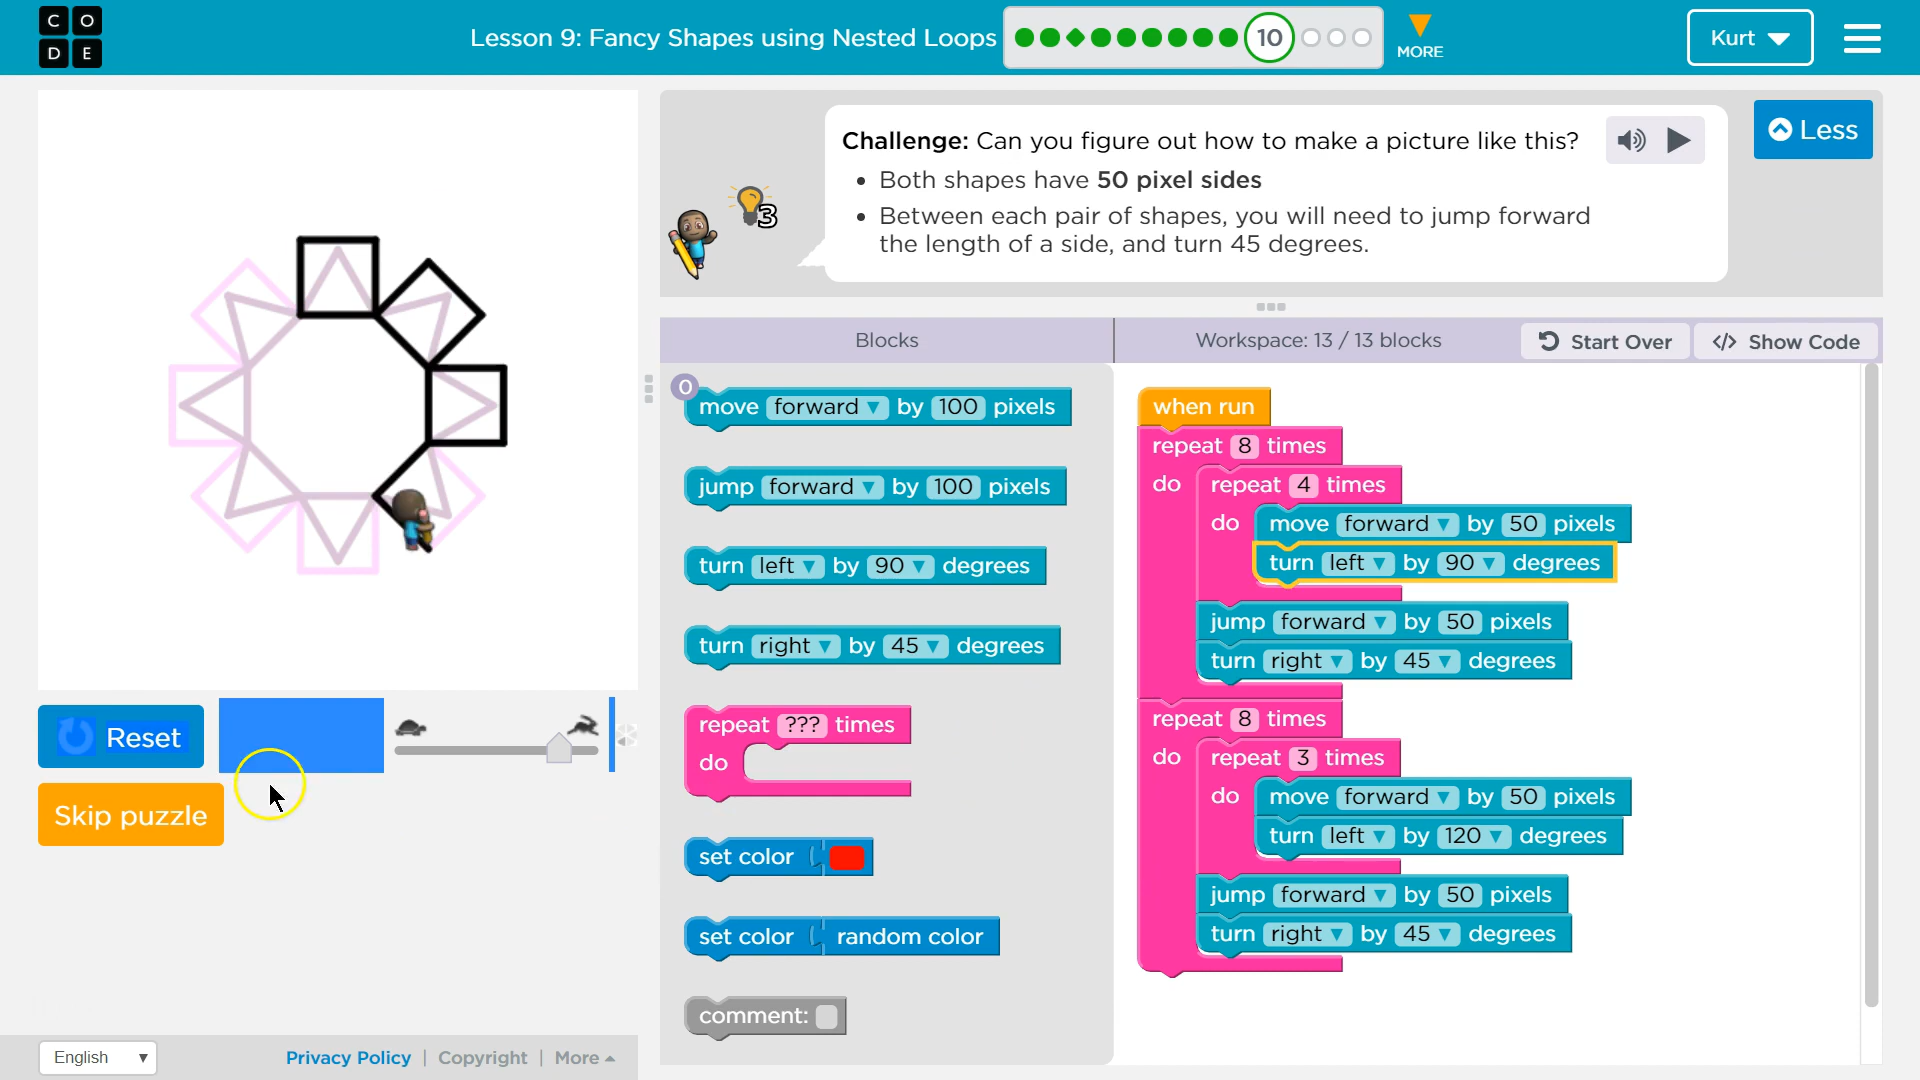 C O
D E
Lesson 9: Fancy Shapes using Nested Loops
10
MORE
Kurt
Challenge: Can you figure out how to make a picture like this?
Both shapes have 50 pixel sides
Between each pair of shapes, you will need to jump forward
the length of a side, and turn 45 degrees.
3
Less
Blocks
Workspace: 13 / 13 blocks
Start Over
Show Code
0
move forward by 100 pixels
jump forward by 100 pixels
turn left by 90 degrees
turn right by 45 degrees
repeat ??? times
do
set color
set color random color
comment:
when run
repeat 8 times
do
repeat 4 times
do
move forward by 50 pixels
turn left by 90 degrees
jump forward by 50 pixels
turn right by 45 degrees
repeat 8 times
do
repeat 3 times
do
move forward by 50 pixels
turn left by 120 degrees
jump forward by 50 pixels
turn right by 45 degrees
Reset
Skip puzzle
English
Privacy Policy | Copyright | More